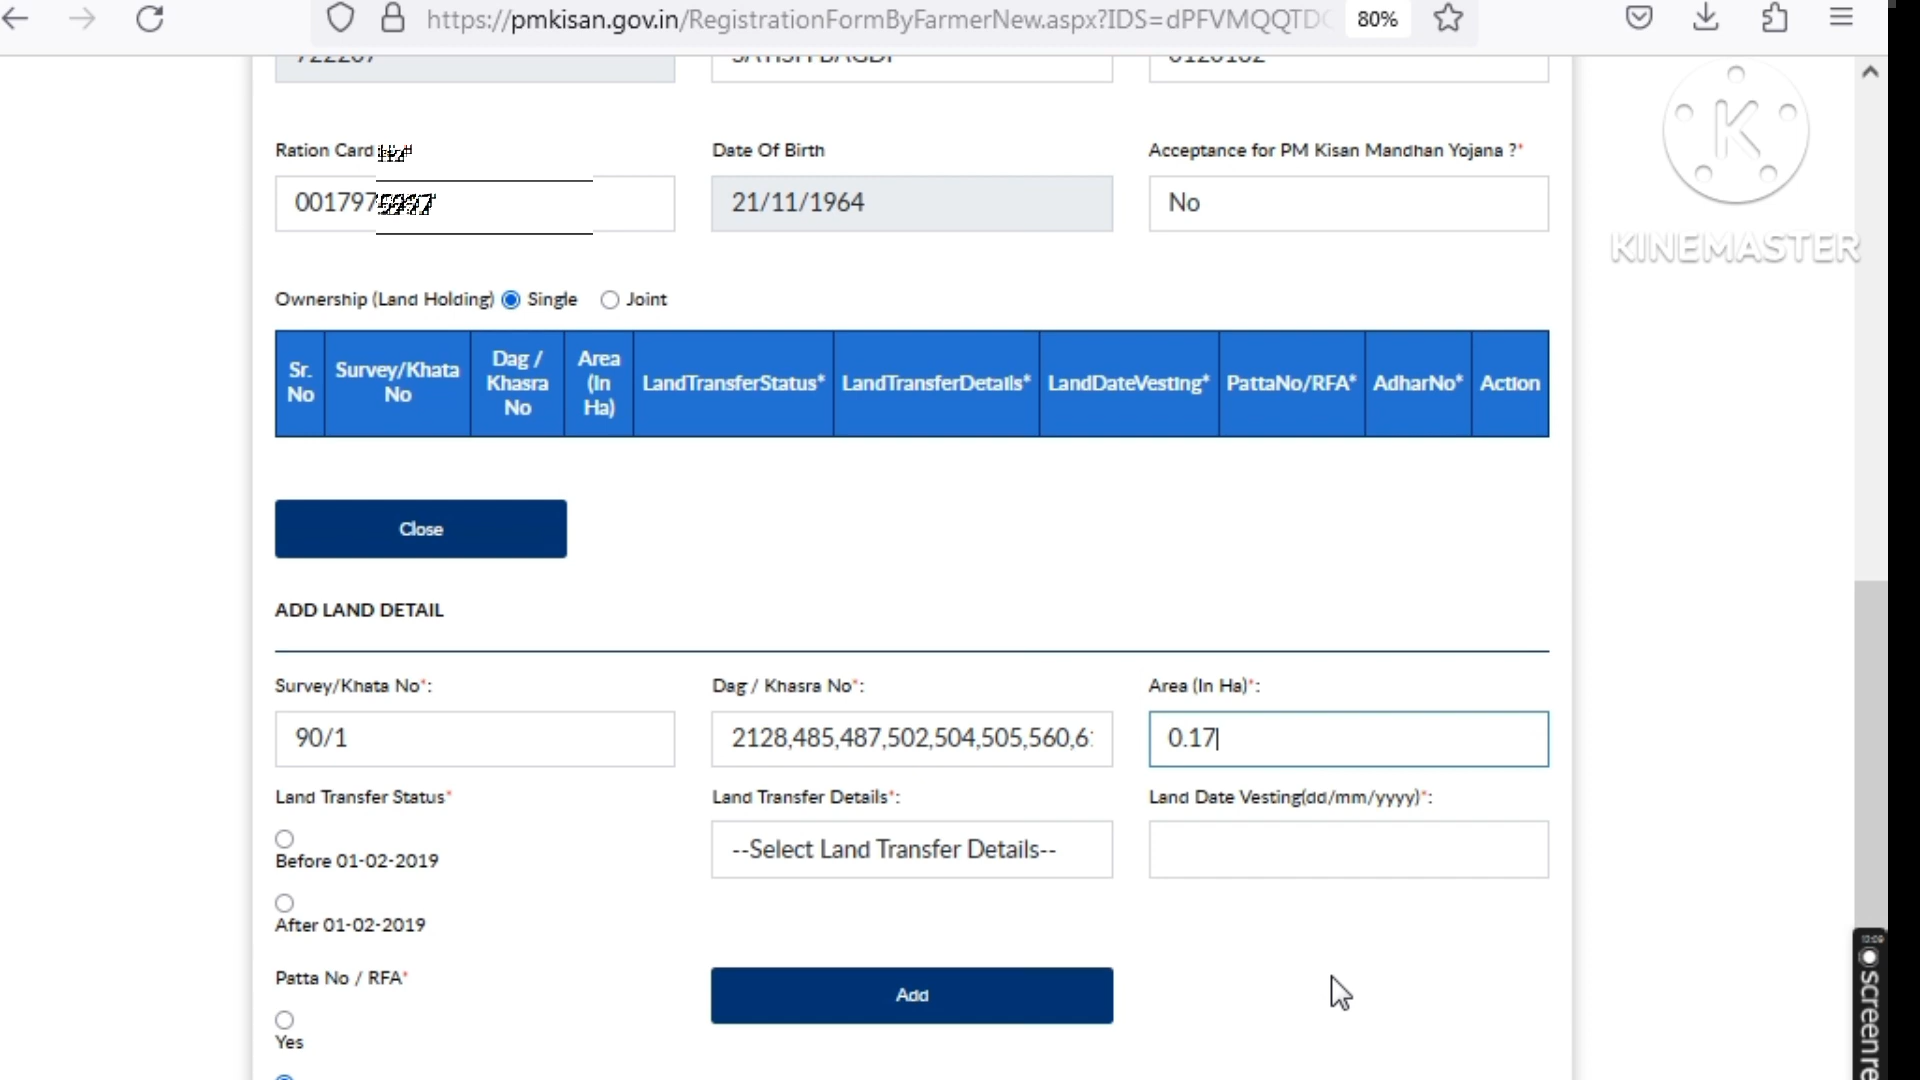 https://pmkisan.gov.in/RegistrationFormByFarmerNew.aspx?IDS=dPFVMQQTD
80%
Ration Card
Date Of Birth
Acceptance for PM Kisan Mandhan Yojana ?*
001797
21/11/1964
No
KINEMASTER
Ownership (Land Holding) Single Joint
Sr. No
Survey/Khata No
Dag / Khasra No
Area (In Ha)
LandTransferStatus*
LandTransferDetails*
LandDateVesting*
PattaNo/RFA*
AdharNo*
Action
Close
ADD LAND DETAIL
Survey/Khata No*:
Dag / Khasra No*:
Area (In Ha)*:
90/1
2128,485,487,502,504,505,560,6
0.17
Land Transfer Status*
Land Transfer Details*:
Land Date Vesting(dd/mm/yyyy)*:
Before 01-02-2019
--Select Land Transfer Details--
After 01-02-2019
Patta No / RFA*
Add
Yes
screen re